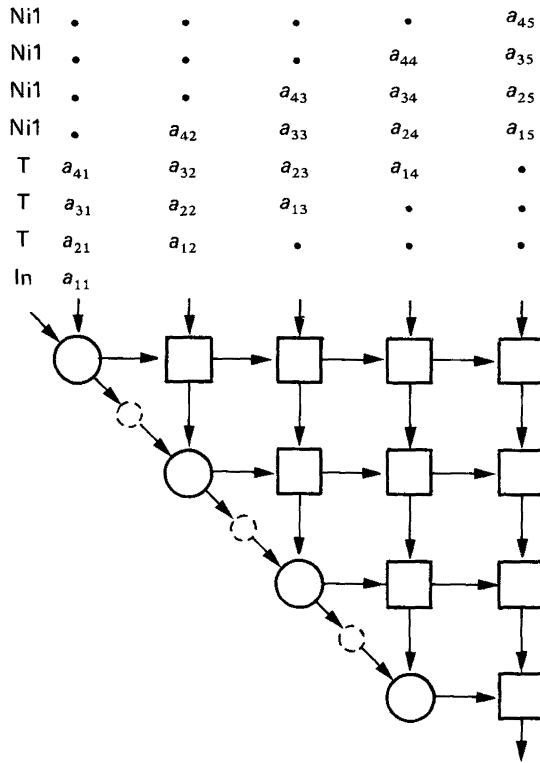 Ni1 • • • • a₄₅
Ni1 • • • a₄₄ a₃₅
Ni1 • • a₄₃ a₃₄ a₂₅
Ni1 • a₄₂ a₃₃ a₂₄ a₁₅
T a₄₁ a₃₂ a₂₃ a₁₄ •
T a₃₁ a₂₂ a₁₃ • •
T a₂₁ a₁₂ • • •
In a₁₁